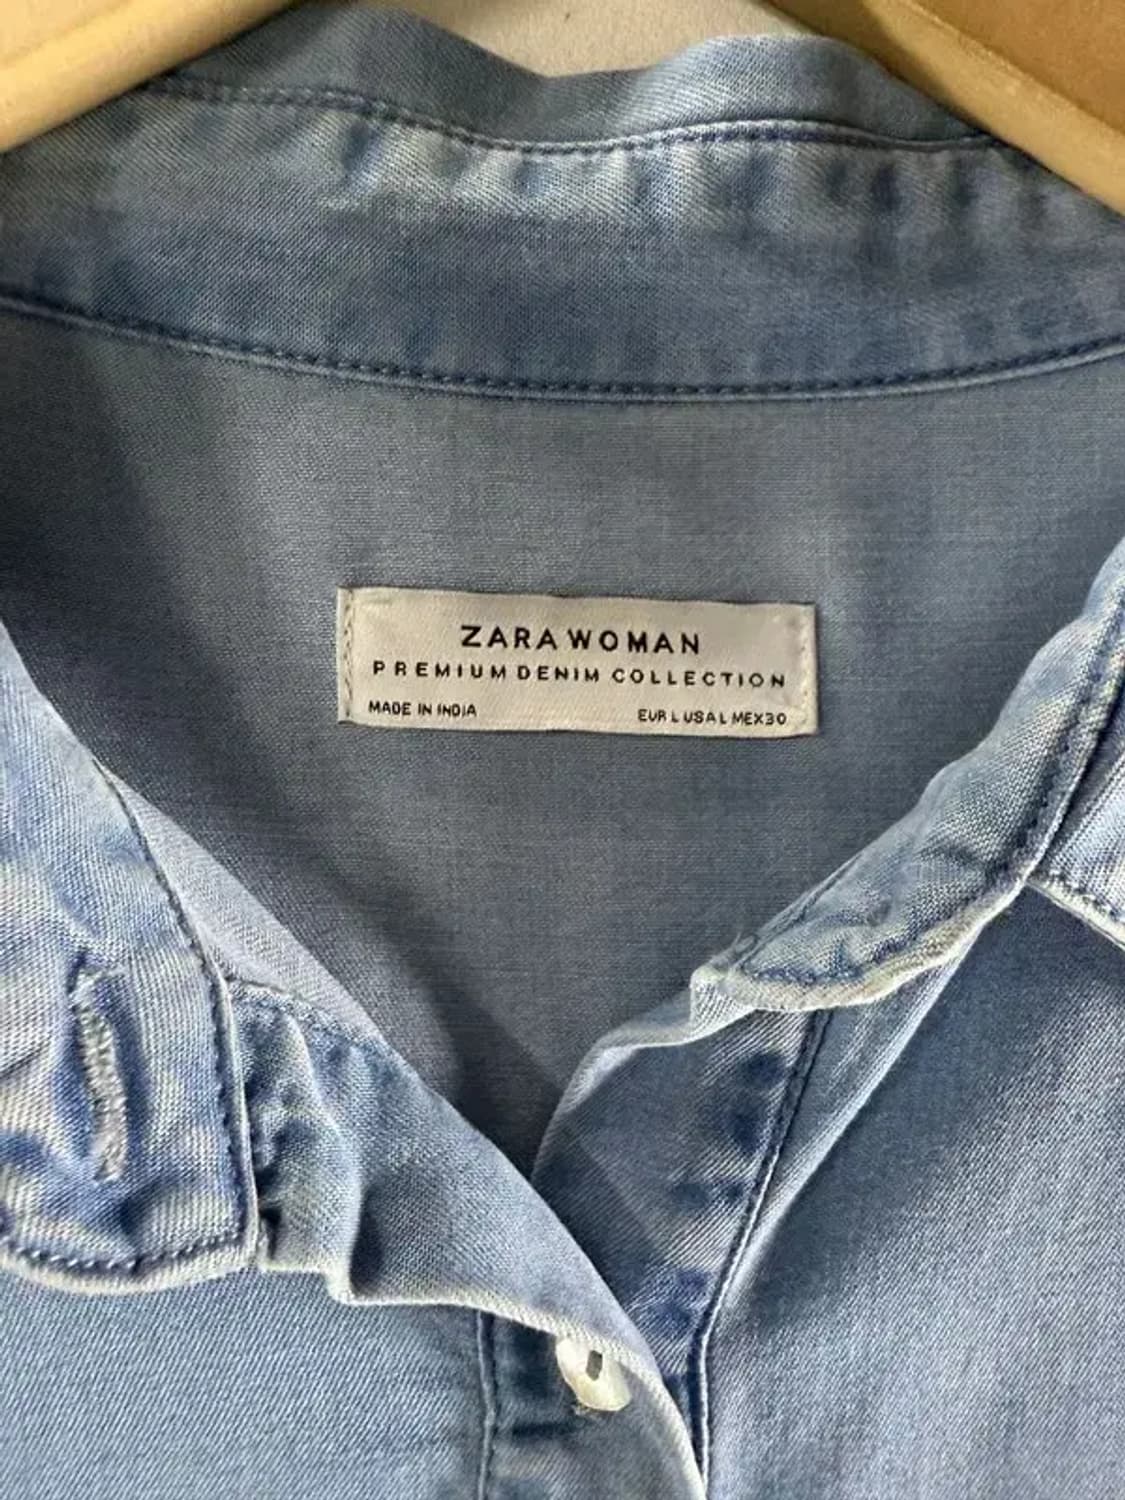 ZARA WOMAN
PREMIUM DENIM COLLECTION
MADE IN INDIA EUR L USA L MEX 30